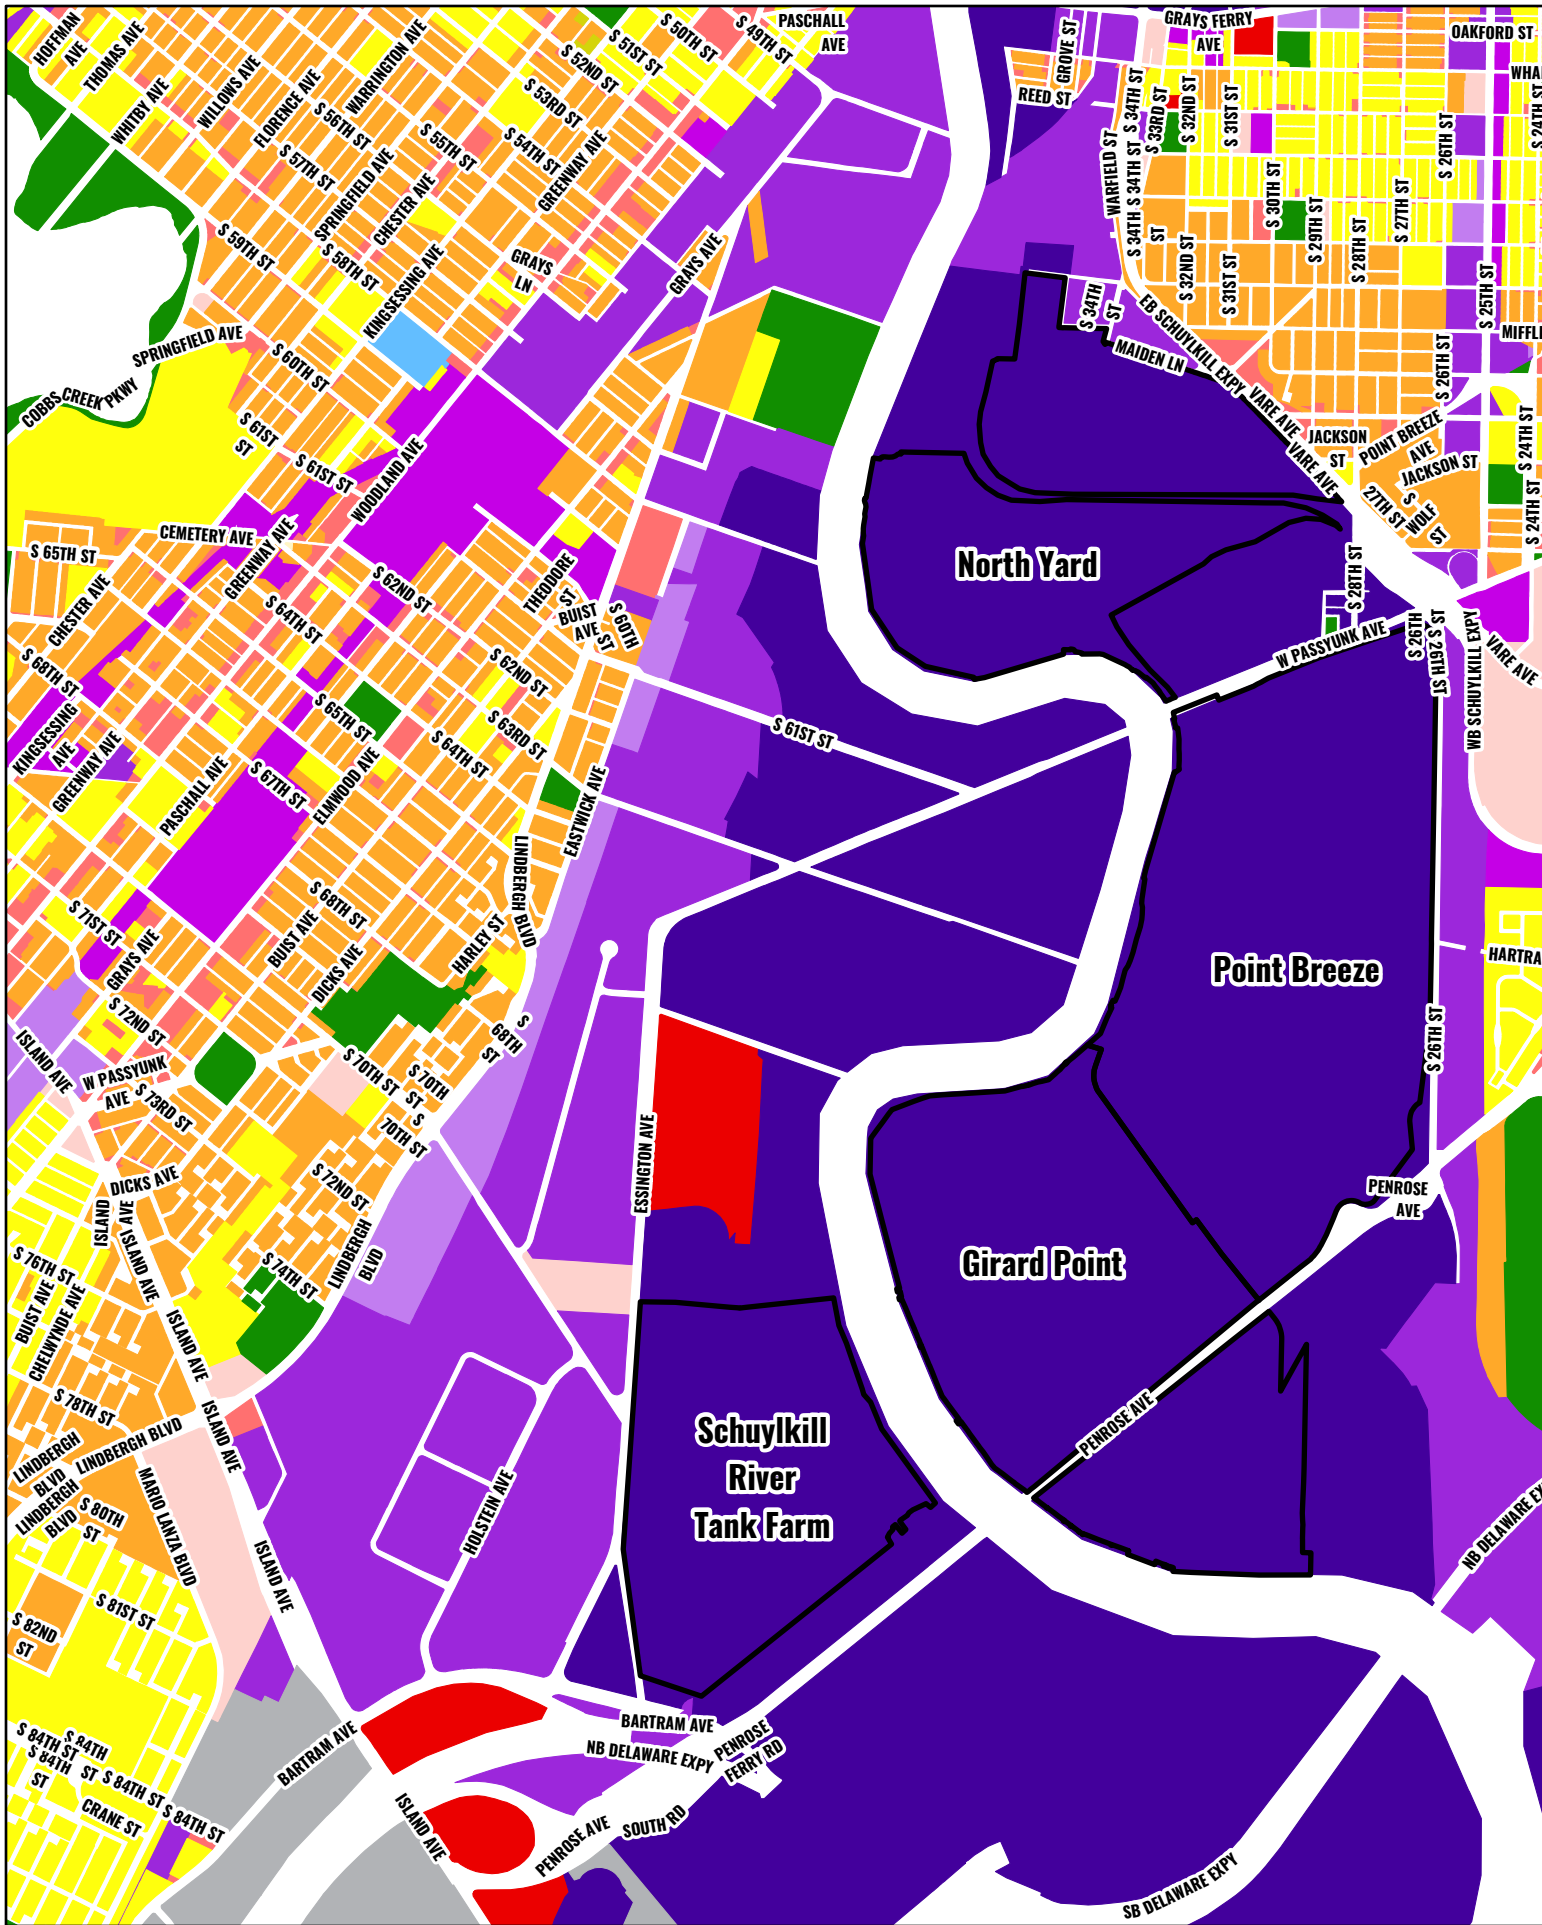 HOFFMAN
AVE
THOMAS AVE
WHITBY AVE
WILLOWS AVE
FLORENCE AVE
WARRINGTON AVE
S 56TH ST
S 57TH ST
S 55TH ST
S 54TH ST
S 53RD ST
S 52ND ST
S 51ST ST
S 50TH ST
S 49TH ST
PASCHALL
AVE
GREENWAY AVE
SPRINGFIELD AVE
CHESTER AVE
KINGSESSING AVE
S 58TH ST
S 59TH ST
GRAYS
LN
GRAYS AVE
GROVE ST
REED ST
GRAYS FERRY
AVE
OAKFORD ST
WHA
S 24TH ST
S 34TH ST
S 33RD ST
S 32ND ST
S 31ST ST
S 26TH ST
WARFIELD ST
S 34TH ST
S 34TH
ST
S 30TH ST
S 29TH ST
S 28TH ST
S 27TH ST
S 32ND ST
S 31ST ST
S 25TH ST
MIFFL
S 34TH
ST
EB SCHUYLKILL EXPY
MAIDEN LN
VARE AVE
VARE AVE
S 26TH ST
JACKSON
ST
POINT BREEZE
AVE
JACKSON ST
S 24TH ST
27TH ST
S
WOLF
ST
S 24TH ST
SPRINGFIELD AVE
COBBS CREEK PKWY
S 60TH ST
S 61ST
ST
S 61ST ST
WOODLAND AVE
CEMETERY AVE
S 65TH ST
CHESTER AVE
GREENWAY AVE
S 62ND ST
S 64TH ST
THEODORE
ST
BUIST
AVE
S 60TH
ST
North Yard
S 28TH ST
W PASSYUNK AVE
S 26TH
S 26TH ST
WB SCHUYLKILL EXPY
VARE AVE
S 68TH ST
KINGSESSING
AVE
GREENWAY AVE
S 65TH ST
S 62ND ST
S 63RD ST
S 64TH ST
S 61ST ST
PASCHALL AVE
S 67TH ST
ELMWOOD AVE
EASTWICK AVE
LINDBERGH BLVD
S 68TH ST
BUIST AVE
DICKS AVE
HARLEY ST
S 71ST ST
GRAYS AVE
Point Breeze
HARTRA
S 26TH ST
S 72ND ST
ISLAND AVE
W PASSYUNK
AVE
S 73RD ST
S
68TH
ST
S 70TH ST
S 70TH
ST
S
70TH ST
S 72ND ST
DICKS AVE
ISLAND
AVE
ISLAND AVE
LINDBERGH
BLVD
ESSINGTON AVE
PENROSE
AVE
S 76TH ST
BUIST AVE
CHELWYNDE AVE
S 74TH ST
Girard Point
ISLAND AVE
S 78TH ST
LINDBERGH BLVD
LINDBERGH
BLVD
LINDBERGH
BLVD
S 80TH
ST
MARIO LANZA BLVD
ISLAND AVE
ISLAND AVE
HOLSTEIN AVE
Schuylkill
River
Tank Farm
PENROSE AVE
NB DELAWARE EX
S 81ST ST
S 82ND
ST
S 84TH ST
S 84TH
ST
S 84TH
ST
S 84TH ST
S 84TH ST
CRANE ST
BARTRAM AVE
BARTRAM AVE
NB DELAWARE EXPY
PENROSE
FERRY RD
ISLAND AVE
PENROSE AVE
SOUTH RD
SB DELAWARE EXPY